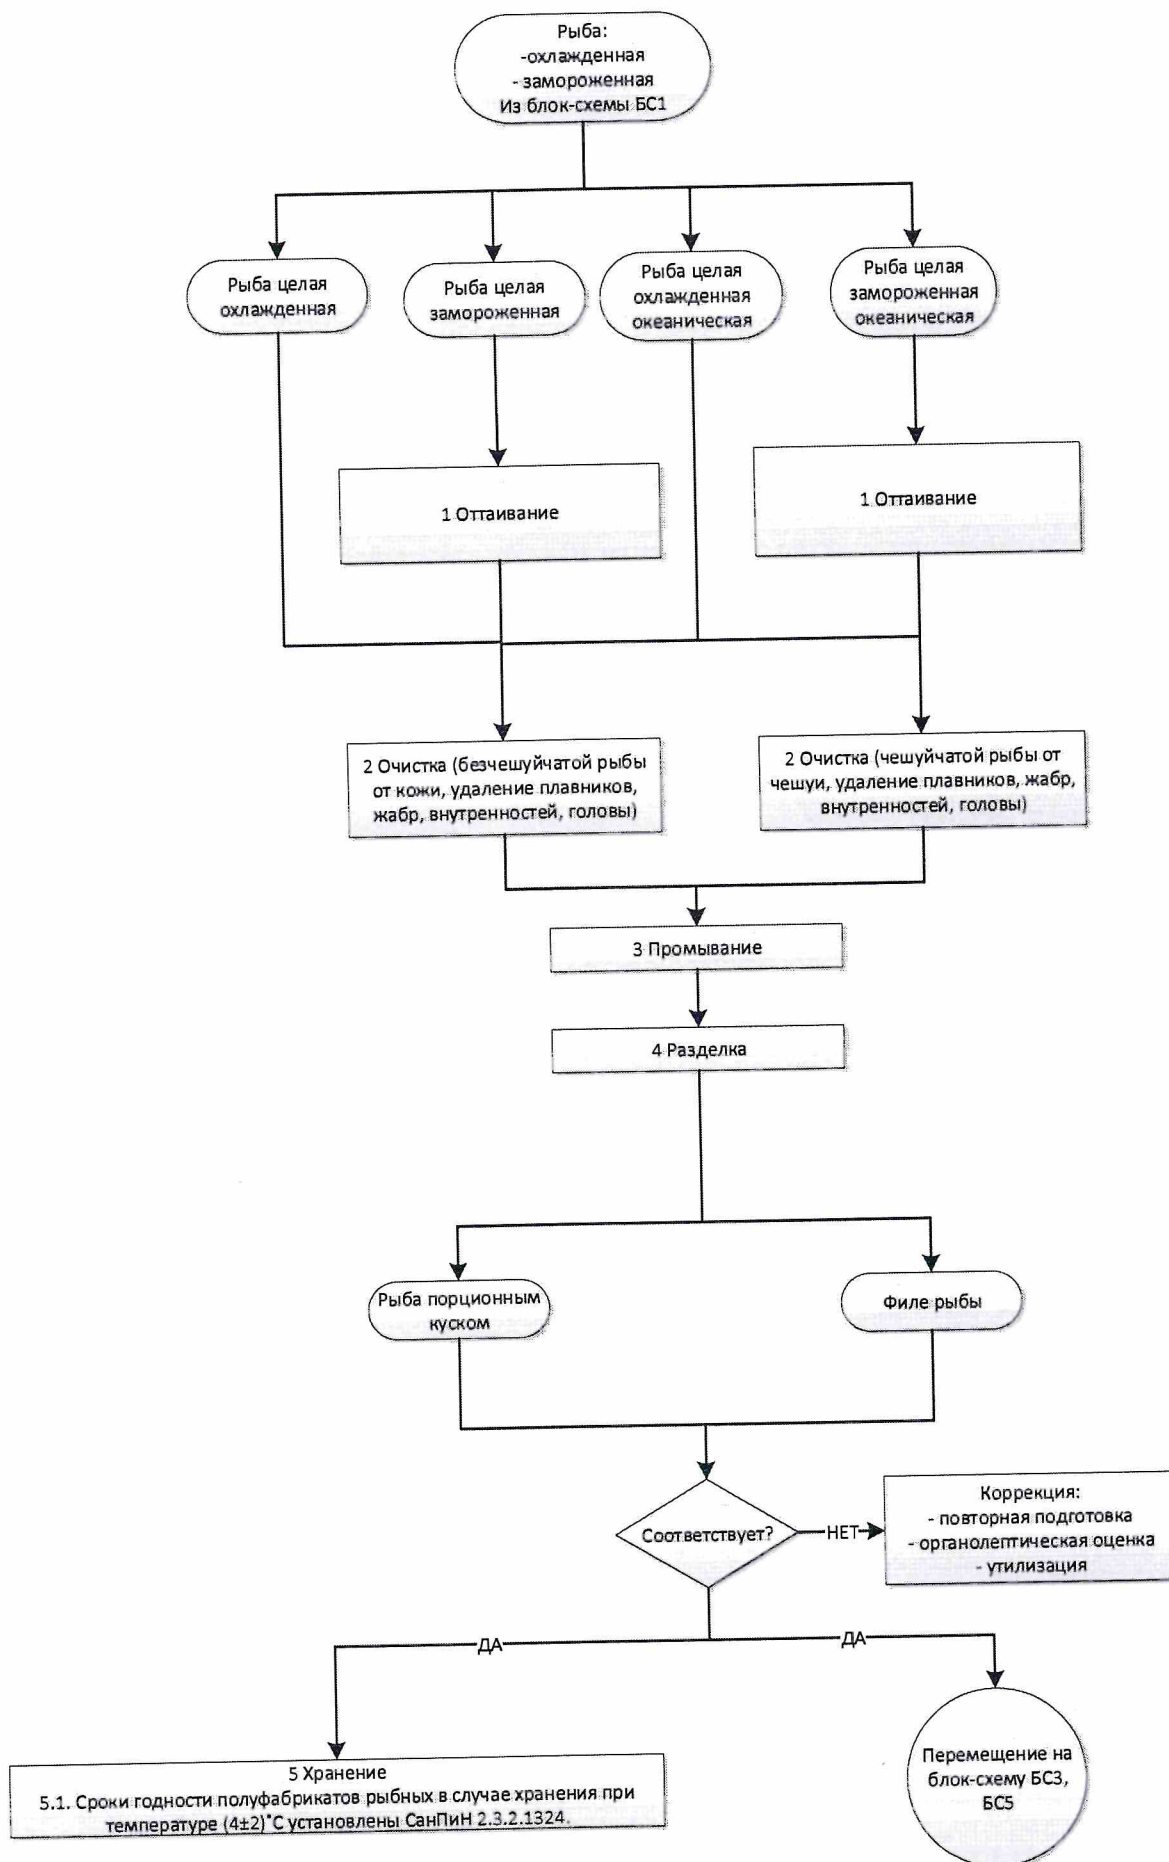 Рыба:
-охлажденная
- замороженная
Из блок-схемы БС1
Рыба целая
охлажденная
Рыба целая
замороженная
Рыба целая
охлажденная
океаническая
Рыба целая
замороженная
океаническая
1 Оттаивание
1 Оттаивание
2 Очистка (безчешуйчатой рыбы
от кожи, удаление плавников,
жабр, внутренностей, головы)
2 Очистка (чешуйчатой рыбы от
чешуи, удаление плавников, жабр,
внутренностей, головы)
3 Промывание
4 Разделка
Рыба порционным
куском
Филе рыбы
Соответствует?
НЕТ
Коррекция:
- повторная подготовка
- органолептическая оценка
- утилизация
ДА
ДА
5 Хранение
5.1. Сроки годности полуфабрикатов рыбных в случае хранения при
температуре (4±2)˚С установлены СанПиН 2.3.2.1324.
Перемещение на
блок-схему БС3,
БС5